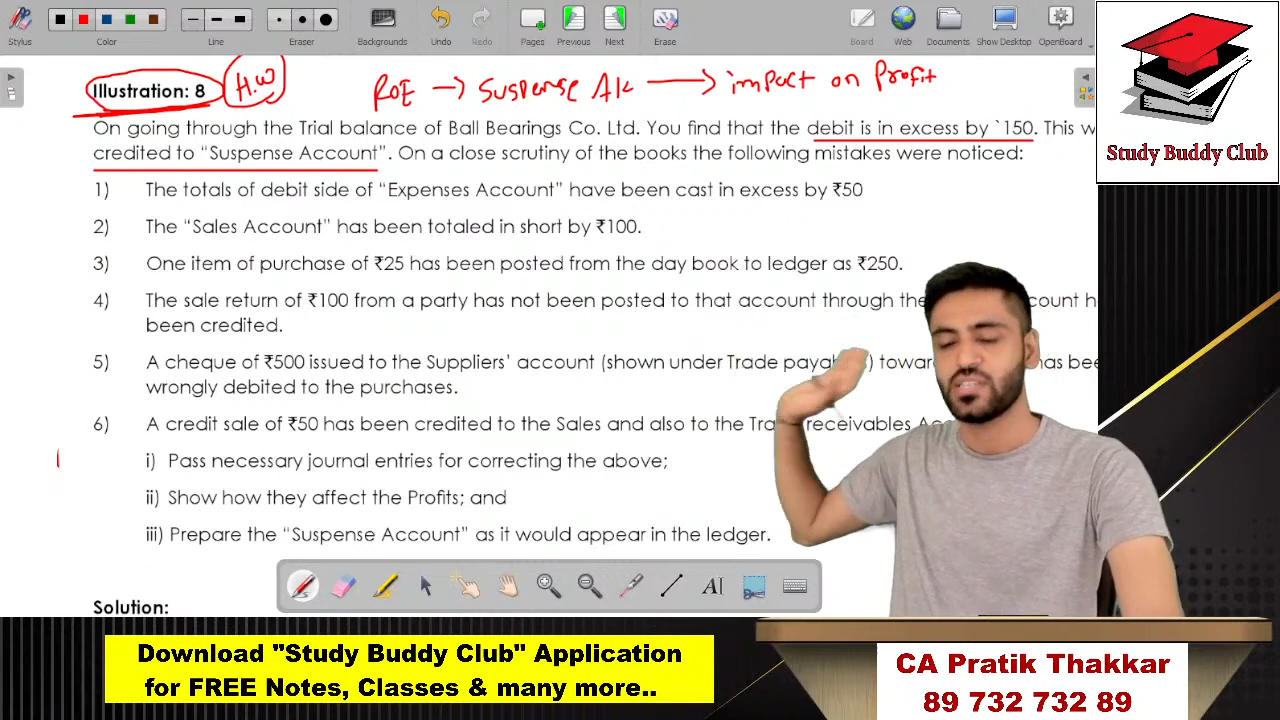 Stylus
Color
Line
Eraser
Backgrounds
Undo
Redo
Pages
Previous
Next
Erase
Board
Web
Documents
Show Desktop
OpenBoard
Study Buddy Club
Illustration: 8
H.W
ROE → Suspense A/c → impact on Profit
On going through the Trial balance of Ball Bearings Co. Ltd. You find that the debit is in excess by `150. This
credited to “Suspense Account”. On a close scrutiny of the books the following mistakes were noticed:
1) The totals of debit side of “Expenses Account” have been cast in excess by ₹50
2) The “Sales Account” has been totaled in short by ₹100.
3) One item of purchase of ₹25 has been posted from the day book to ledger as ₹250.
4) The sale return of ₹100 from a party has not been posted to that account through the
been credited.
5) A cheque of ₹500 issued to the Suppliers’ account (shown under Trade
wrongly debited to the purchases.
6) A credit sale of ₹50 has been credited to the Sales and also to the receivables
i) Pass necessary journal entries for correcting the above;
ii) Show how they affect the Profits; and
iii) Prepare the “Suspense Account” as it would appear in the ledger.
Solution:
Download "Study Buddy Club" Application
for FREE Notes, Classes & many more..
CA Pratik Thakkar
89 732 732 89